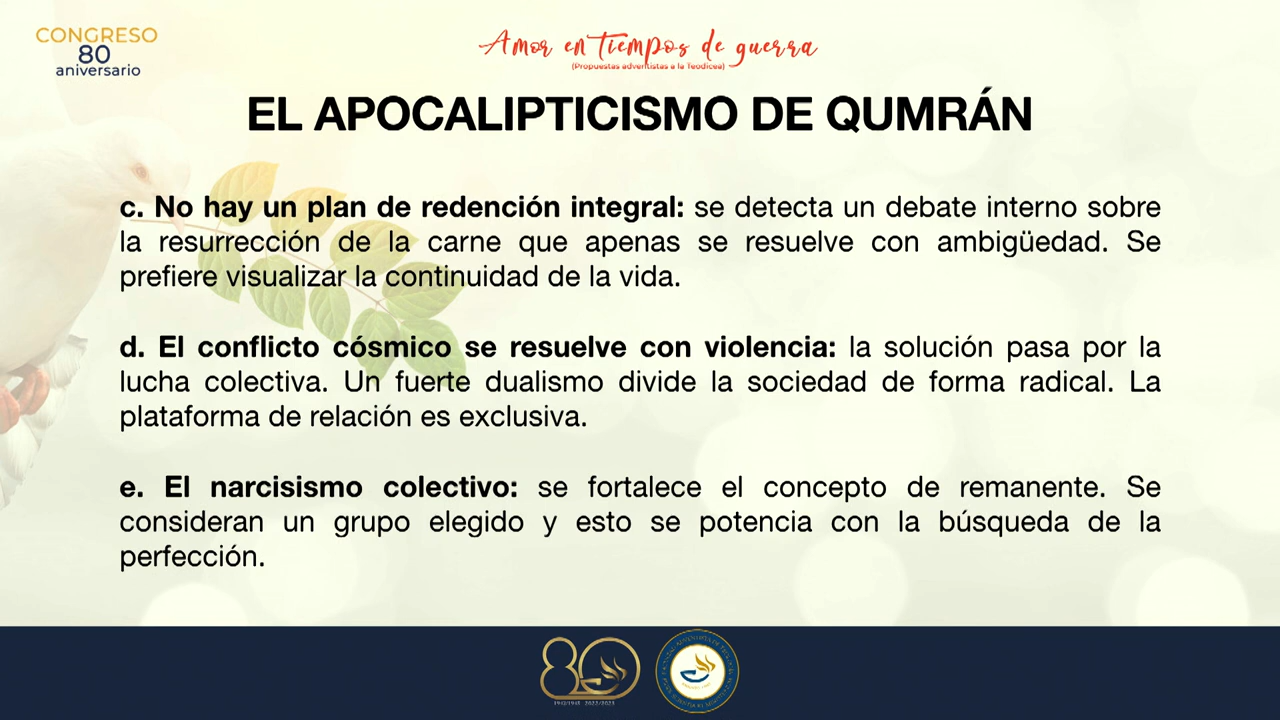 CONGRESO
80
aniversario
Amor en Tiempos de guerra
(Propuestas adventistas a la Teodicea)
EL APOCALIPTICISMO DE QUMRÁN
c. No hay un plan de redención integral: se detecta un debate interno sobre
la resurrección de la carne que apenas se resuelve con ambigüedad. Se
prefiere visualizar la continuidad de la vida.
d. El conflicto cósmico se resuelve con violencia: la solución pasa por la
lucha colectiva. Un fuerte dualismo divide la sociedad de forma radical. La
plataforma de relación es exclusiva.
e. El narcisismo colectivo: se fortalece el concepto de remanente. Se
consideran un grupo elegido y esto se potencia con la búsqueda de la
perfección.
80